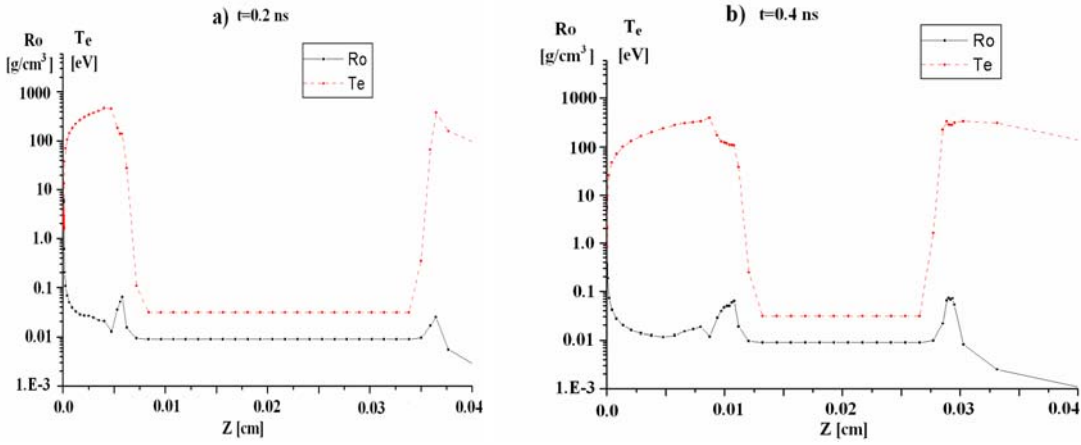 a) t=0.2 ns
Ro Te
[g/cm³] [eV]
Ro
Te
1000
100
10
1.0
0.1
0.01
1.E-3
0.0 0.01 0.02 0.03 0.04
Z [cm]
b) t=0.4 ns
Ro Te
[g/cm³] [eV]
Ro
Te
1000
100
10
1.0
0.1
0.01
1.E-3
0.0 0.01 0.02 0.03 0.04
Z [cm]